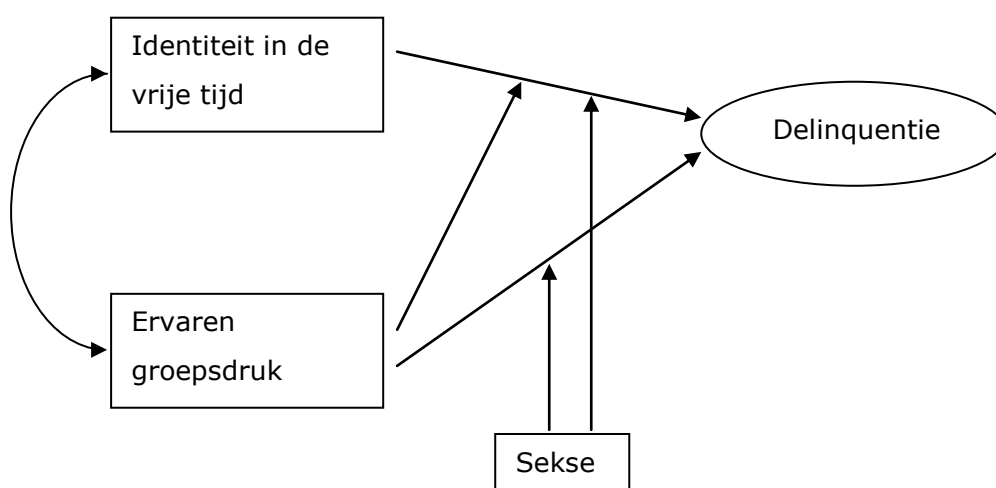 Identiteit in de
vrije tijd
Delinquentie
Ervaren
groepsdruk
Sekse